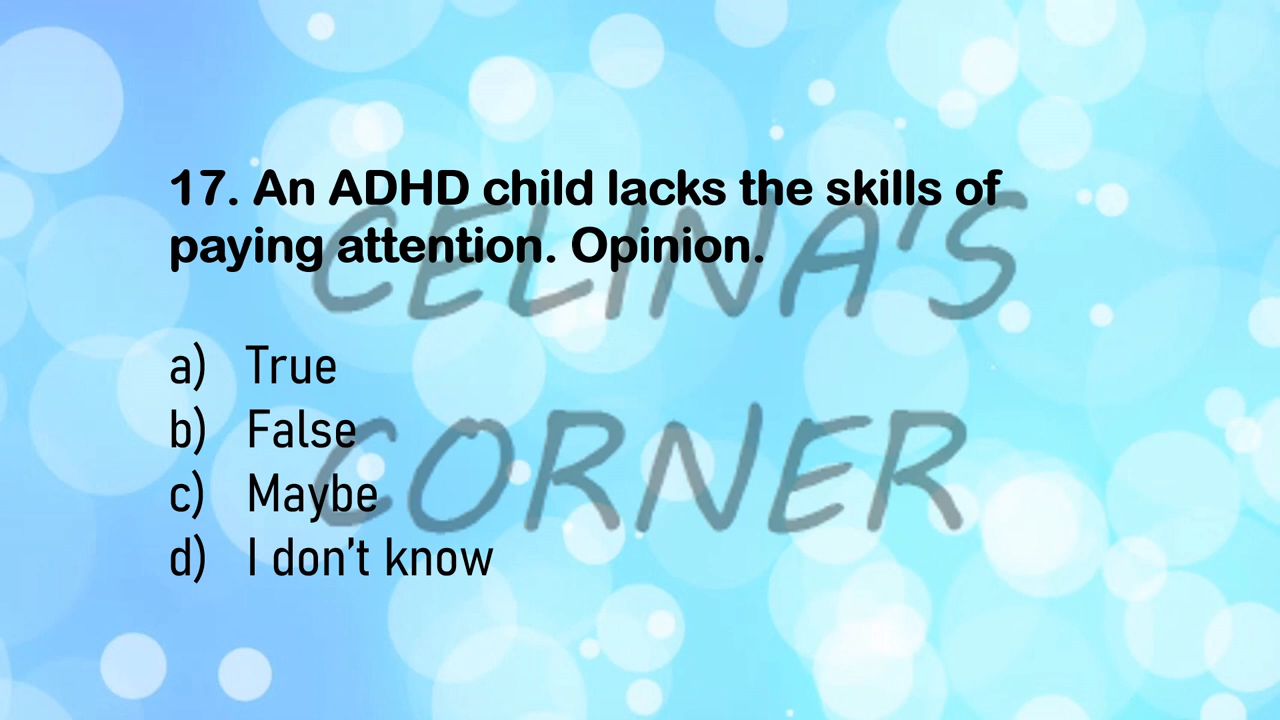 17. An ADHD child lacks the skills of
paying attention. Opinion.
CELINA'S
a) True
b) False
c) Maybe
CORNER
d) I don’t know